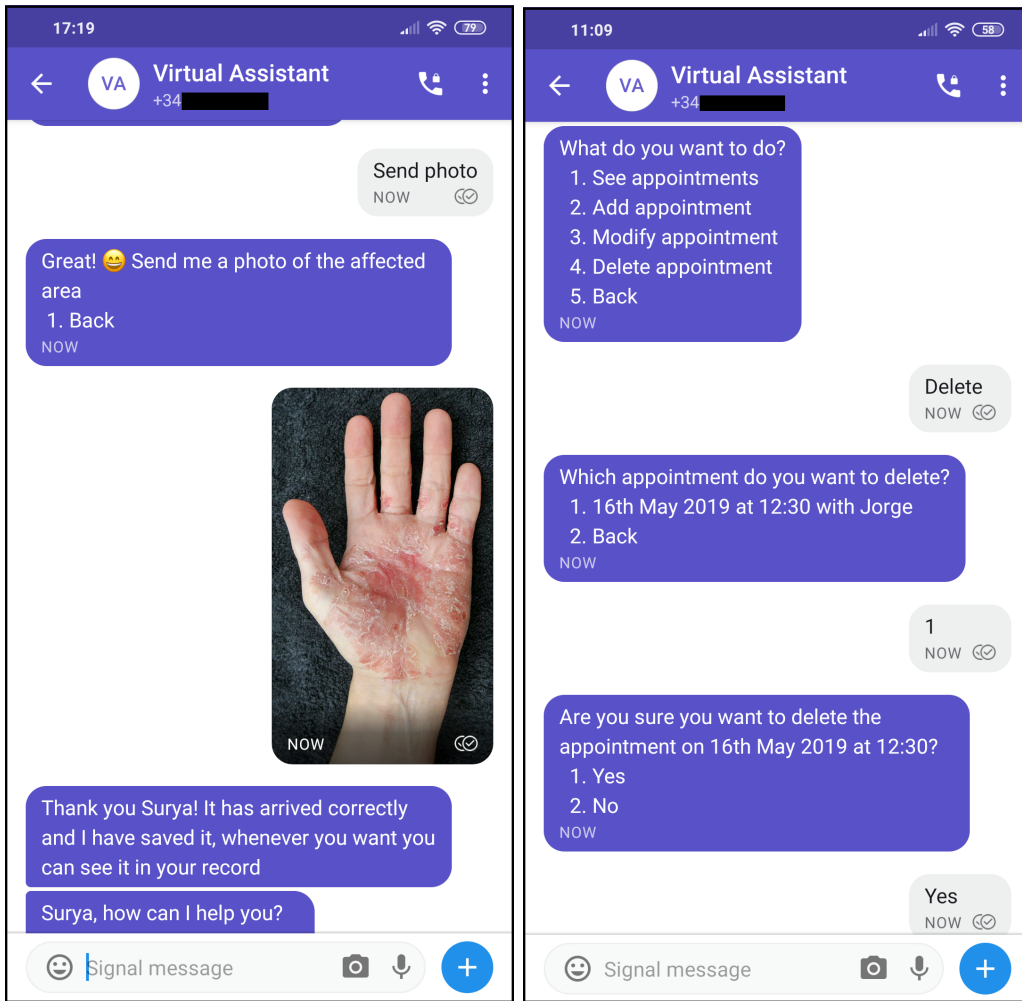 17:19
79
VA
Virtual Assistant
+34
Send photo
NOW
Great! 😄 Send me a photo of the affected
area
1. Back
NOW
NOW
Thank you Surya! It has arrived correctly
and I have saved it, whenever you want you
can see it in your record
Surya, how can I help you?
Signal message
11:09
58
VA
Virtual Assistant
+34
What do you want to do?
1. See appointments
2. Add appointment
3. Modify appointment
4. Delete appointment
5. Back
NOW
Delete
NOW
Which appointment do you want to delete?
1. 16th May 2019 at 12:30 with Jorge
2. Back
NOW
1
NOW
Are you sure you want to delete the
appointment on 16th May 2019 at 12:30?
1. Yes
2. No
NOW
Yes
NOW
Signal message